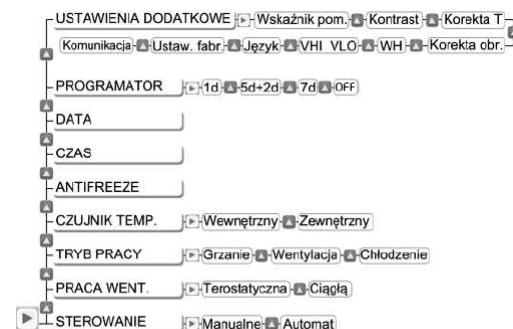 USTAWIENIA DODATKOWE Wskaźnik pom. Kontrast Korekta T
Komunikacja Ustaw. fabr. Język VHI VLO WH Korekta obr.
PROGRAMATOR 1d 5d+2d 7d OFF
DATA
CZAS
ANTIFREEZE
CZUJNIK TEMP. Wewnętrzny Zewnętrzny
TRYB PRACY Grzanie Wentylacja Chłodzenie
PRACA WENT. Terostatyczna Ciągłą
STEROWANIE Manualne Automat